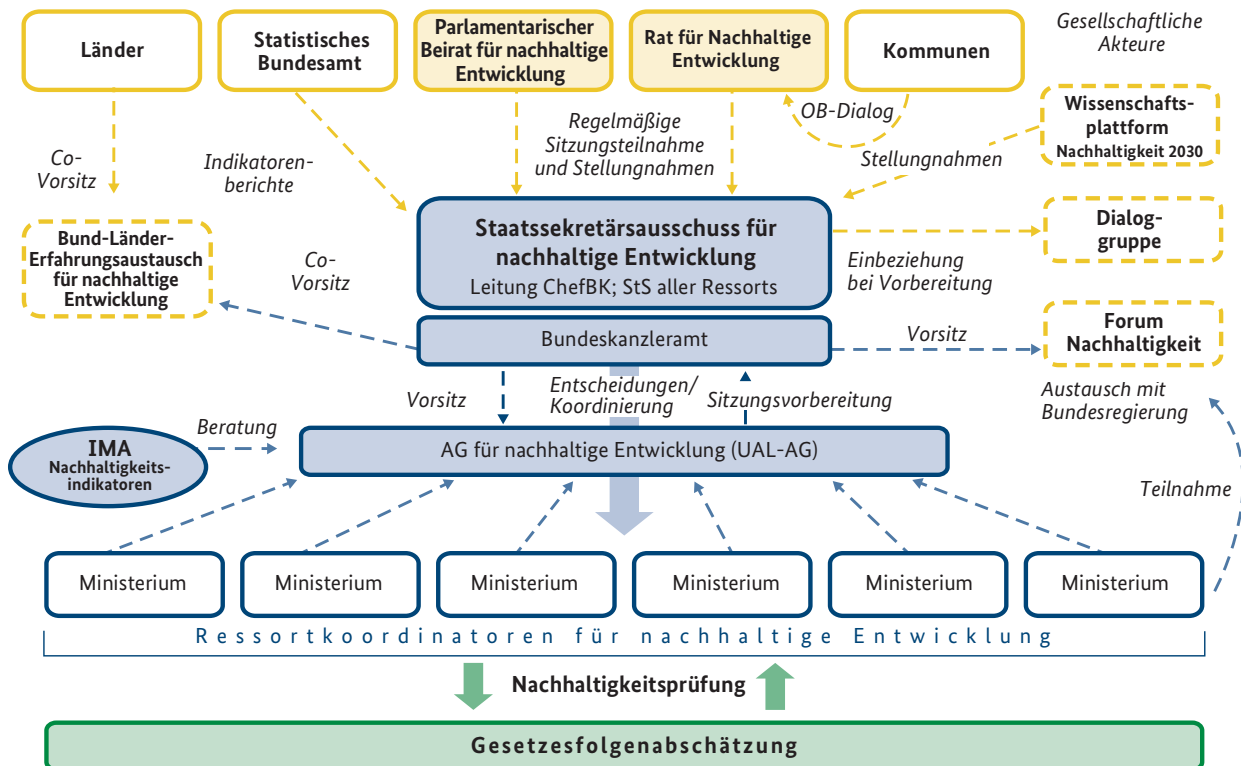 Länder
Statistisches
Bundesamt
Parlamentarischer
Beirat für nachhaltige
Entwicklung
Rat für Nachhaltige
Entwicklung
Kommunen
Gesellschaftliche
Akteure
OB-Dialog
Wissenschafts-
plattform
Nachhaltigkeit 2030
Co-
Vorsitz
Indikatoren-
berichte
Regelmäßige
Sitzungsteilnahme
und Stellungnahmen
Stellungnahmen
Bund-Länder-
Erfahrungsaustausch
für nachhaltige
Entwicklung
Co-
Vorsitz
Staatssekretärsausschuss für
nachhaltige Entwicklung
Leitung ChefBK; StS aller Ressorts
Einbeziehung
bei Vorbereitung
Dialog-
gruppe
Bundeskanzleramt
Vorsitz
Forum
Nachhaltigkeit
Vorsitz
Entscheidungen/
Koordinierung
Sitzungsvorbereitung
Austausch mit
Bundesregierung
IMA
Nachhaltigkeits-
indikatoren
Beratung
AG für nachhaltige Entwicklung (UAL-AG)
Teilnahme
Ministerium
Ministerium
Ministerium
Ministerium
Ministerium
Ministerium
Ressortkoordinatoren für nachhaltige Entwicklung
Nachhaltigkeitsprüfung
Gesetzesfolgenabschätzung